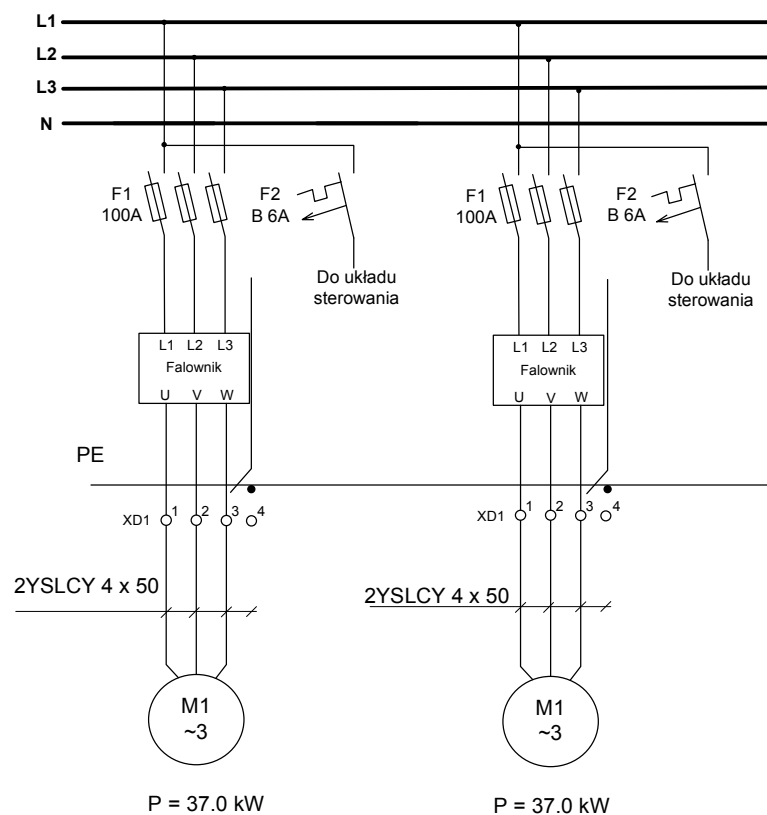 L1
L2
L3
N
F1
100A
F2
B 6A
Do układu
sterowania
L1 L2 L3
Falownik
U V W
PE
XD1 1 2 3 4
2YSLCY 4 x 50
M1
~3
P = 37.0 kW
F1
100A
F2
B 6A
Do układu
sterowania
L1 L2 L3
Falownik
U V W
XD1 1 2 3 4
2YSLCY 4 x 50
M1
~3
P = 37.0 kW